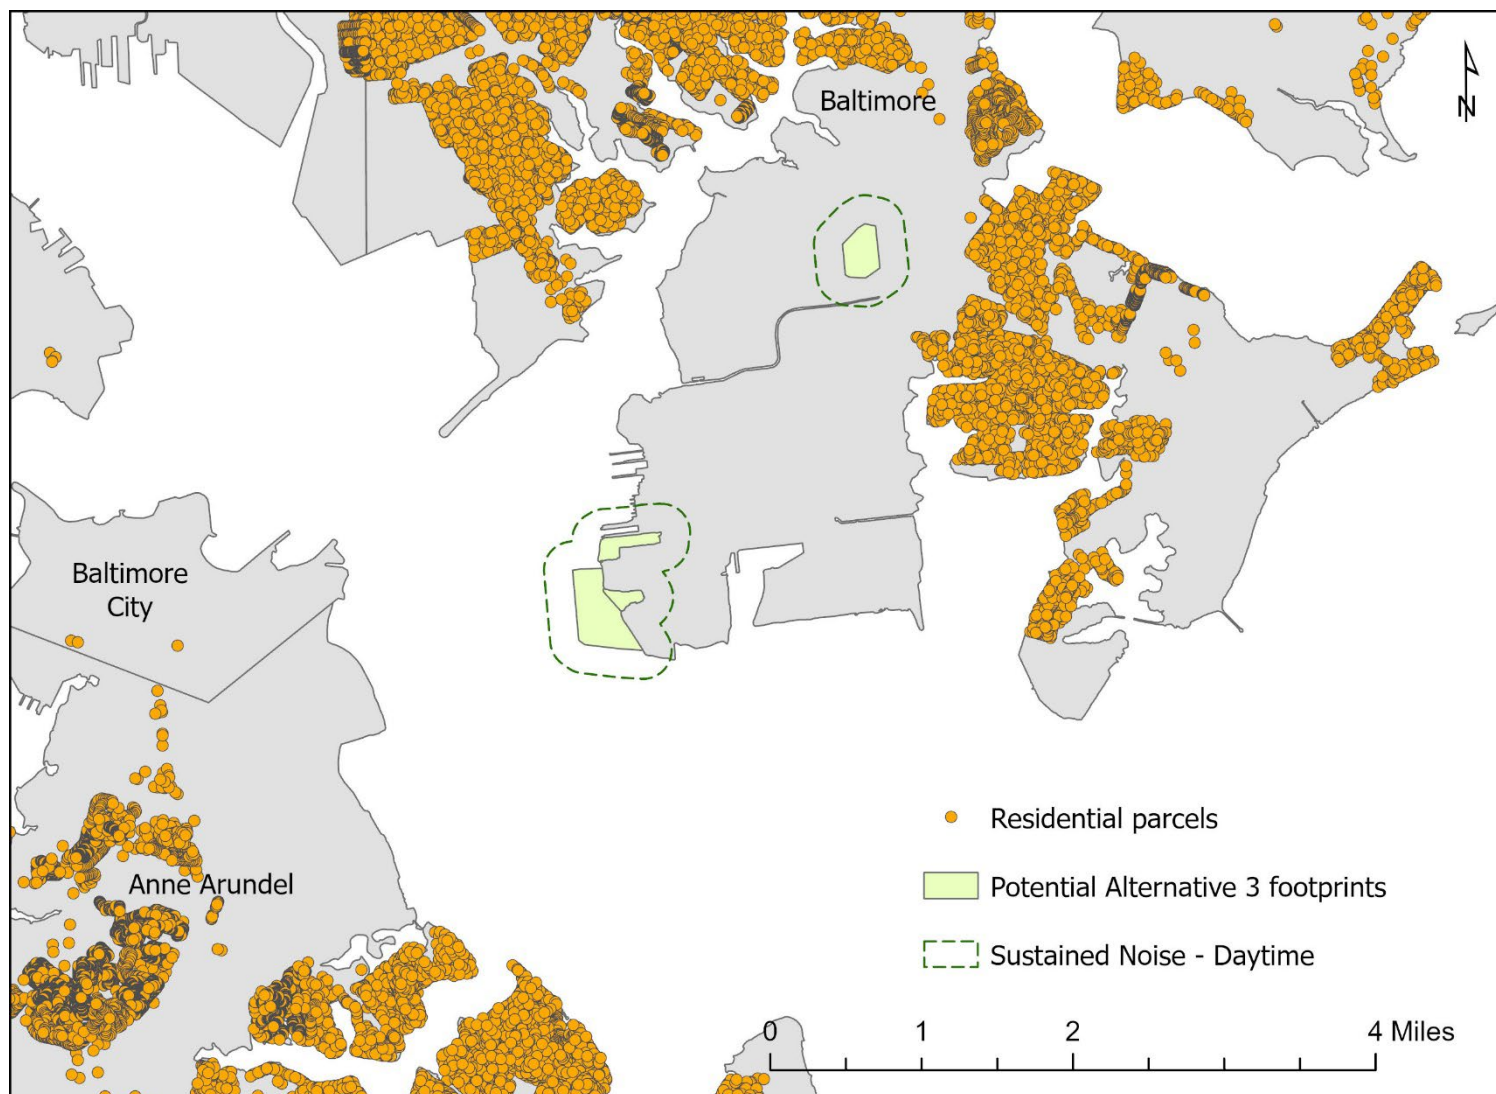 Baltimore
N
Baltimore
City
Anne Arundel
Residential parcels
Potential Alternative 3 footprints
Sustained Noise - Daytime
0 1 2 4 Miles